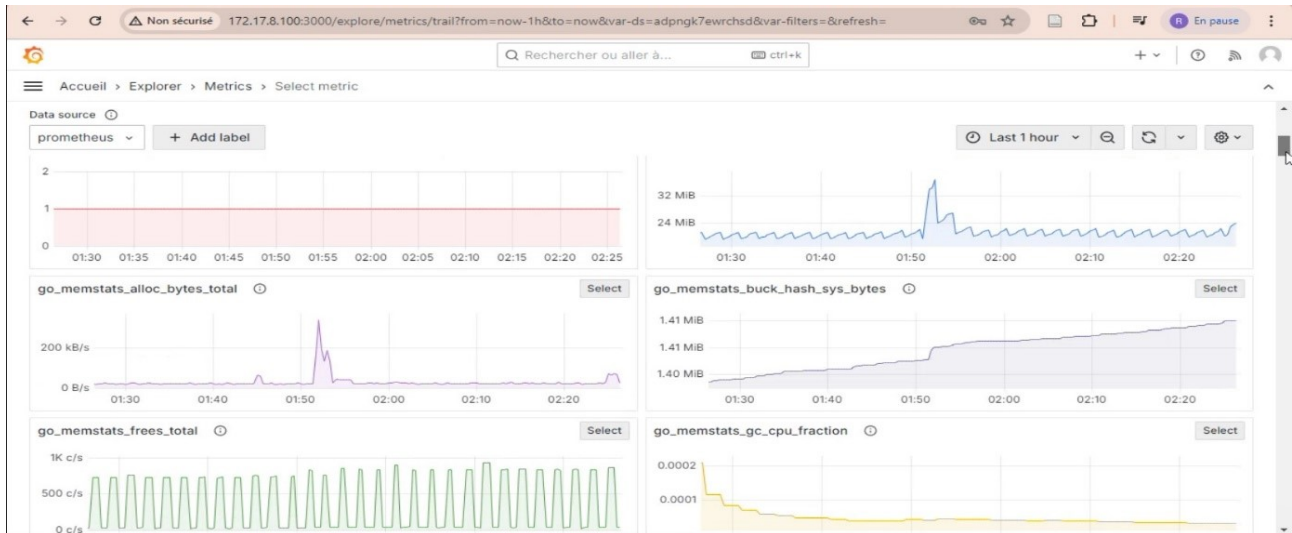 Non sécurisé 172.17.8.100:3000/explore/metrics/trail?from=now-1h&to=now&var-ds=adpngk7ewrchsd&var-filters=&refresh= R En pause
Rechercher ou aller à... ctrl+k
Accueil > Explorer > Metrics > Select metric
Data source
prometheus + Add label Last 1 hour
2
1
0
01:30 01:35 01:40 01:45 01:50 01:55 02:00 02:05 02:10 02:15 02:20 02:25
32 MiB
24 MiB
01:30 01:40 01:50 02:00 02:10 02:20
go_memstats_alloc_bytes_total Select
200 kB/s
0 B/s
01:30 01:40 01:50 02:00 02:10 02:20
go_memstats_buck_hash_sys_bytes Select
1.41 MiB
1.41 MiB
1.40 MiB
01:30 01:40 01:50 02:00 02:10 02:20
go_memstats_frees_total Select
1K c/s
500 c/s
0 c/s
go_memstats_gc_cpu_fraction Select
0.0002
0.0001